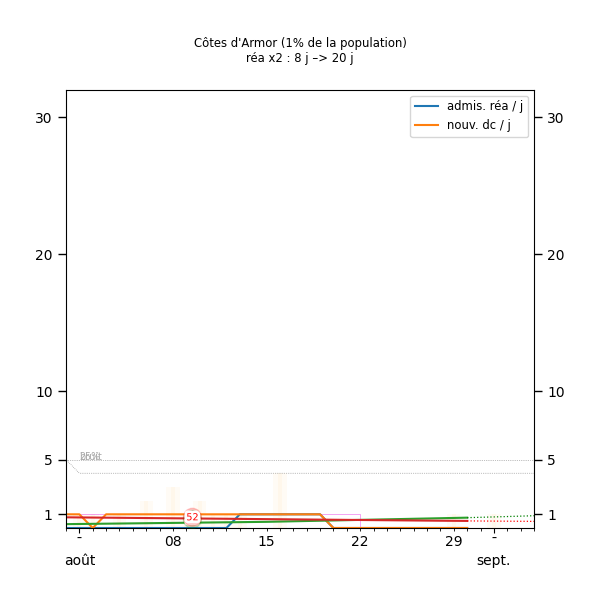 Côtes d'Armor (1% de la population)
réa x2 : 8 j –> 20 j
admis. réa / j
nouv. dc / j
30
30
20
20
10
10
5
5
1
1
52
-
08
15
22
29
-
août
sept.